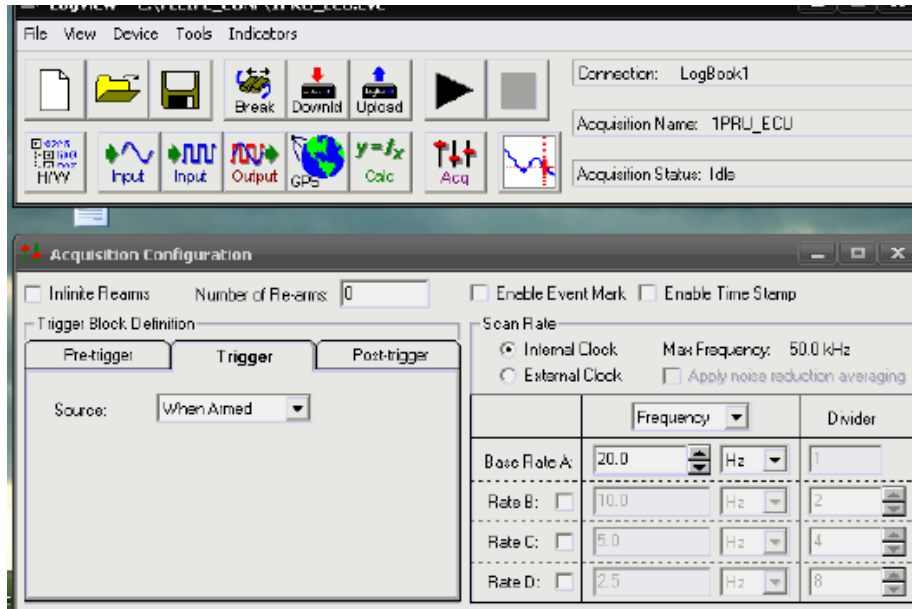 File View Device Tools Indicators
Break Downld Upload
Connection: LogBook1
Acquisition Name: 1PRU_ECU
H/W Input Input Output GPS y=fx Calc Acq
Acquisition Status: Idle
Acquisition Configuration
Infinite Rearms Number of Re-arms: 0 Enable Event Mark Enable Time Stamp
Trigger Block Definition
Pre-trigger Trigger Post-trigger
Source: When Armed
Scan Rate
Internal Clock Max Frequency: 50.0 kHz
External Clock Apply noise reduction averaging
Frequency Divider
Base Rate A: 20.0 Hz 1
Rate B: 10.0 Hz 2
Rate C: 5.0 Hz 4
Rate D: 2.5 Hz 8